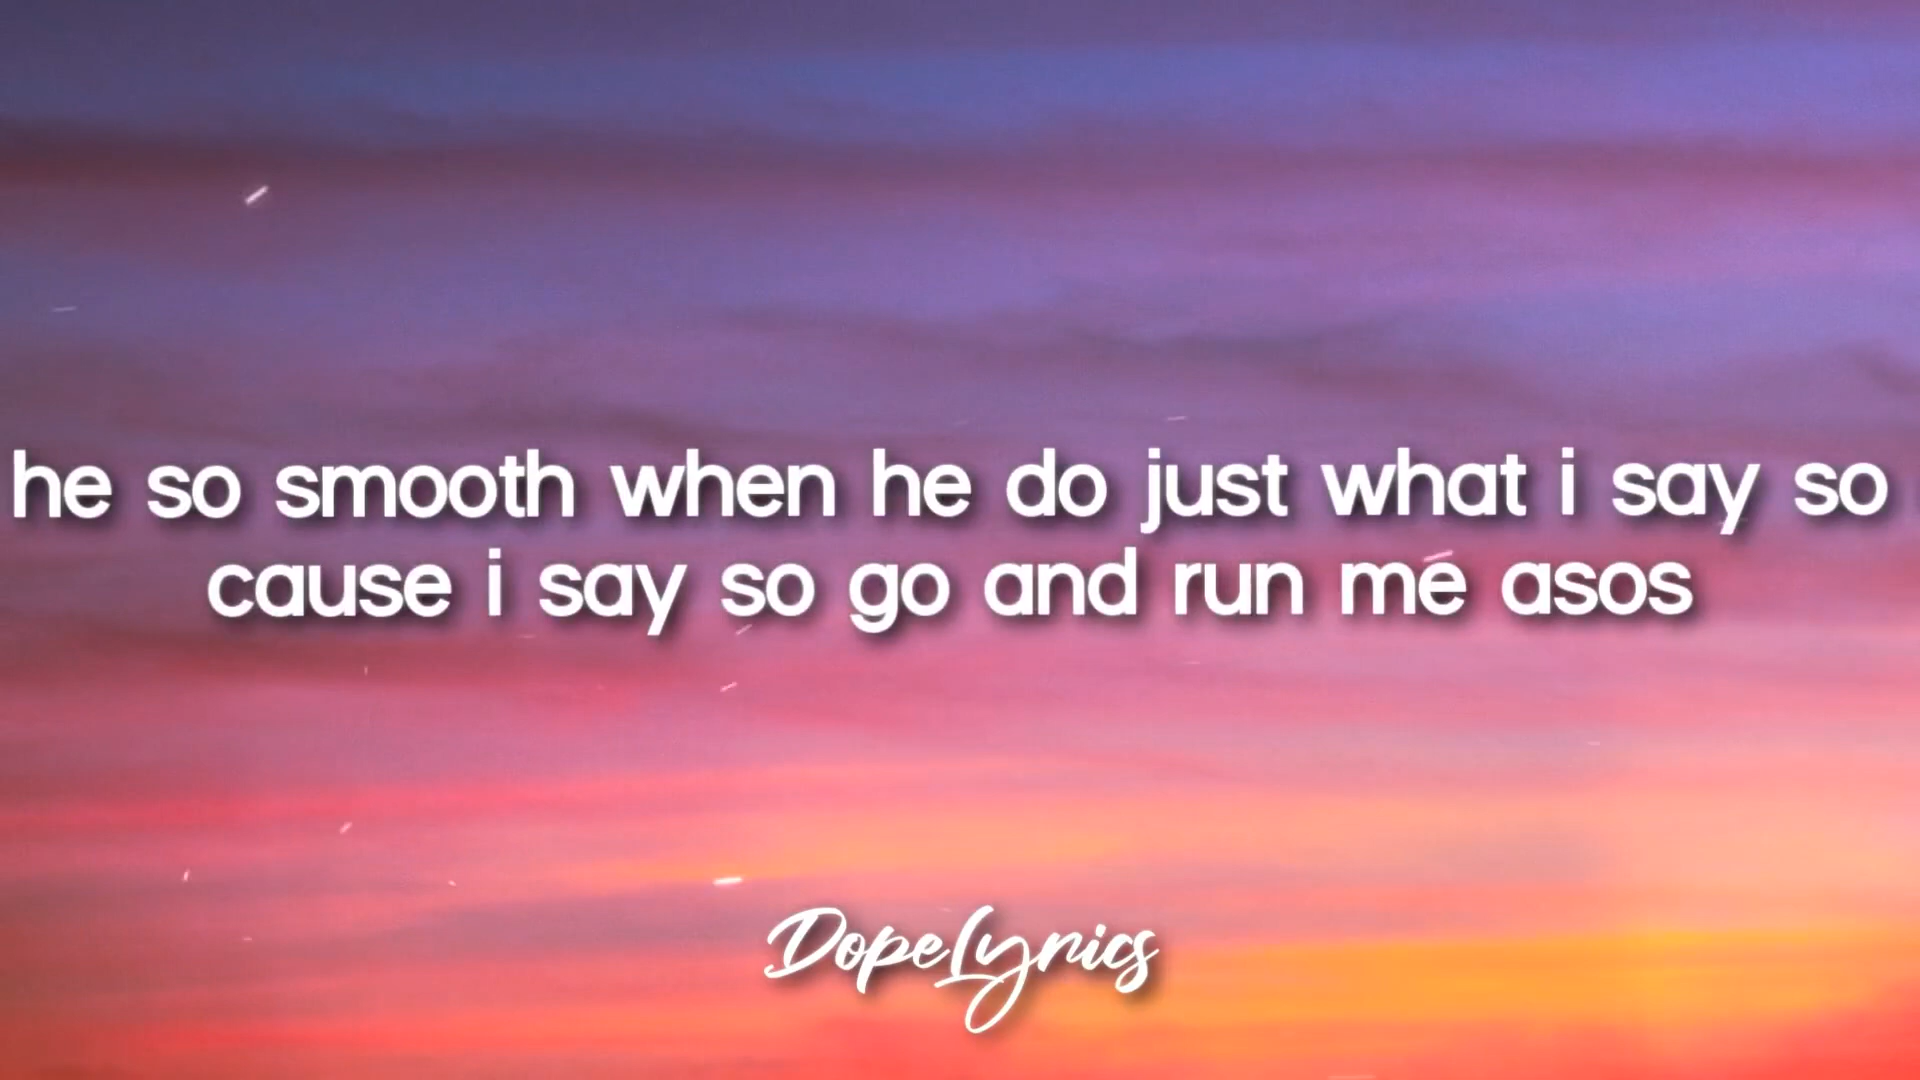 he so smooth when he do just what i say so
cause i say so go and run me asos
DopeLyrics